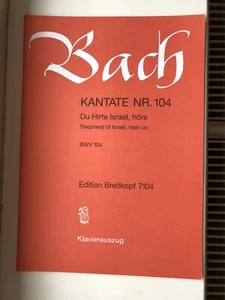 Bach
KANTATE NR. 104
Du Hirte Israel, höre
Shepherd of Israel, hear us
BWV 104
Edition Breitkopf 7104
Klavierauszug